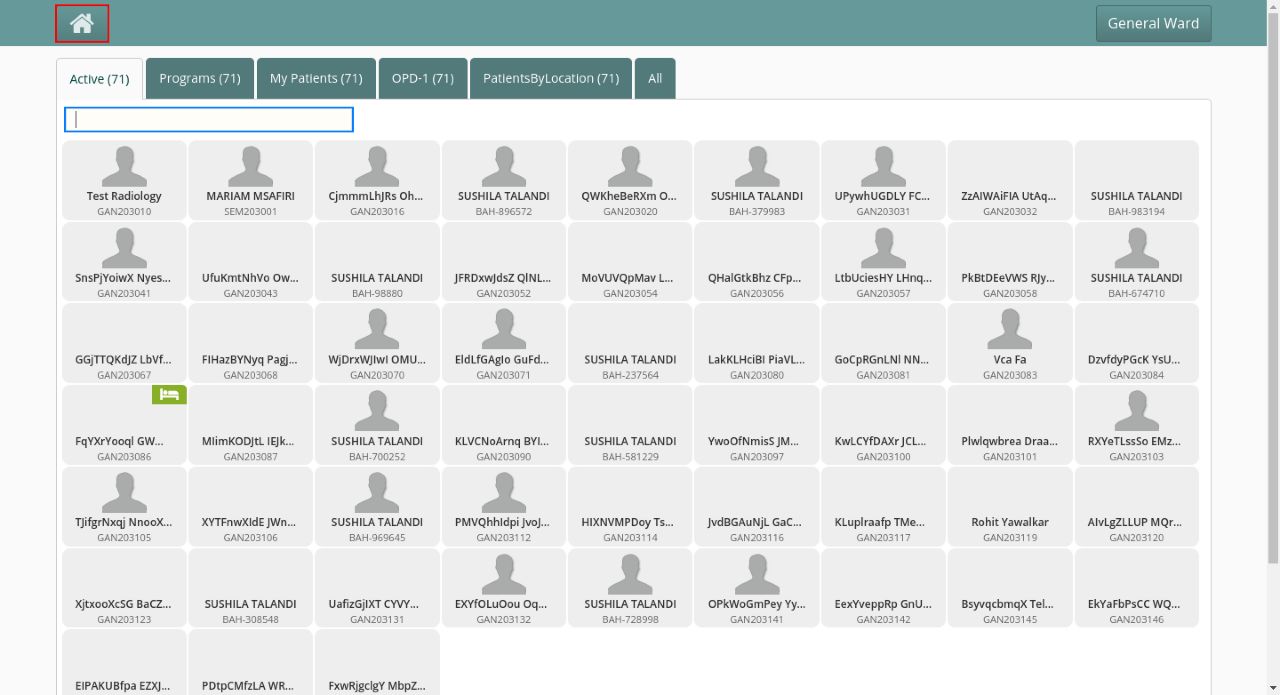 General Ward
Active (71)
Programs (71)
My Patients (71)
OPD-1 (71)
PatientsByLocation (71)
All
Test Radiology
GAN203010
MARIAM MSAFIRI
SEM203001
CjmmmLhJRs Oh...
GAN203016
SUSHILA TALANDI
BAH-896572
QWKheBeRXm O...
GAN203020
SUSHILA TALANDI
BAH-379983
UPywhUGDLY FC...
GAN203031
ZzAIWAiFIA UtAq...
GAN203032
SUSHILA TALANDI
BAH-983194
SnsPjYoiwX Nyes...
GAN203041
UfuKmtNhVo Ow...
GAN203043
SUSHILA TALANDI
BAH-98880
JFRDxwJdsZ QlNL...
GAN203052
MoVUVQpMav L...
GAN203054
QHalGtkBhz CFp...
GAN203056
LtbUciesHY LHnq...
GAN203057
PkBtDEeVWS RJy...
GAN203058
SUSHILA TALANDI
BAH-674710
GGjTTQKdJZ LbVf...
GAN203067
FIHazBYNyq Pagj...
GAN203068
WjDrxWJIwI OMU...
GAN203070
EldLfGAgIo GuFd...
GAN203071
SUSHILA TALANDI
BAH-237564
LakKLHciBI PiaVL...
GAN203080
GoCpRGnLNl NN...
GAN203081
Vca Fa
GAN203083
DzvfdyPGcK YsU...
GAN203084
FqYXrYooql GW...
GAN203086
MIimKODJtL IEJk...
GAN203087
SUSHILA TALANDI
BAH-700252
KLVCNoArnq BYI...
GAN203090
SUSHILA TALANDI
BAH-581229
YwoOfNmisS JM...
GAN203097
KwLCYfDAXr JCL...
GAN203100
Plwlqwbrea Draa...
GAN203101
RXYeTLssSo EMz...
GAN203103
TJifgrNxqj NnooX...
GAN203105
XYTFnwXIdE JWn...
GAN203106
SUSHILA TALANDI
BAH-969645
PMVQhhIdpi JvoJ...
GAN203112
HIXNVMPDoy Ts...
GAN203114
JvdBGAuNjL GaC...
GAN203116
KLuplraafp TMe...
GAN203117
Rohit Yawalkar
GAN203119
AIvLgZLLUP MQr...
GAN203120
XjtxooXcSG BaCZ...
GAN203123
SUSHILA TALANDI
BAH-308548
UafizGjIXT CYVY...
GAN203131
EXYfOLuOou Oq...
GAN203132
SUSHILA TALANDI
BAH-728998
OPkWoGmPey Yy...
GAN203141
EexYveppRp GnU...
GAN203142
BsyvqcbmqX Tel...
GAN203145
EkYaFbPsCC WQ...
GAN203146
EIPAKUBfpa EZXJ...
PDtpCMfzLA WR...
FxwRjgclgY MbpZ...